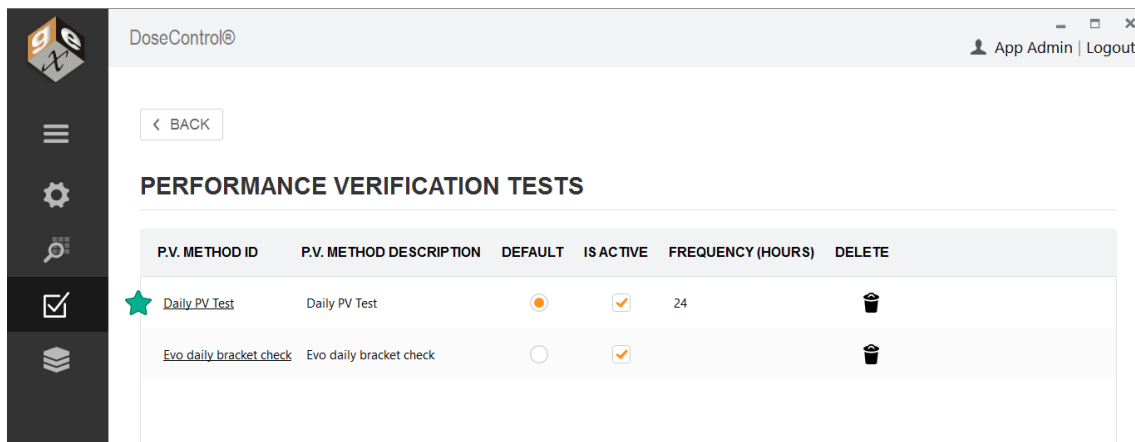 gex
DoseControl®
App Admin | Logout
BACK
PERFORMANCE VERIFICATION TESTS
P.V. METHOD ID P.V. METHOD DESCRIPTION DEFAULT IS ACTIVE FREQUENCY (HOURS) DELETE
Daily PV Test Daily PV Test 24
Evo daily bracket check Evo daily bracket check